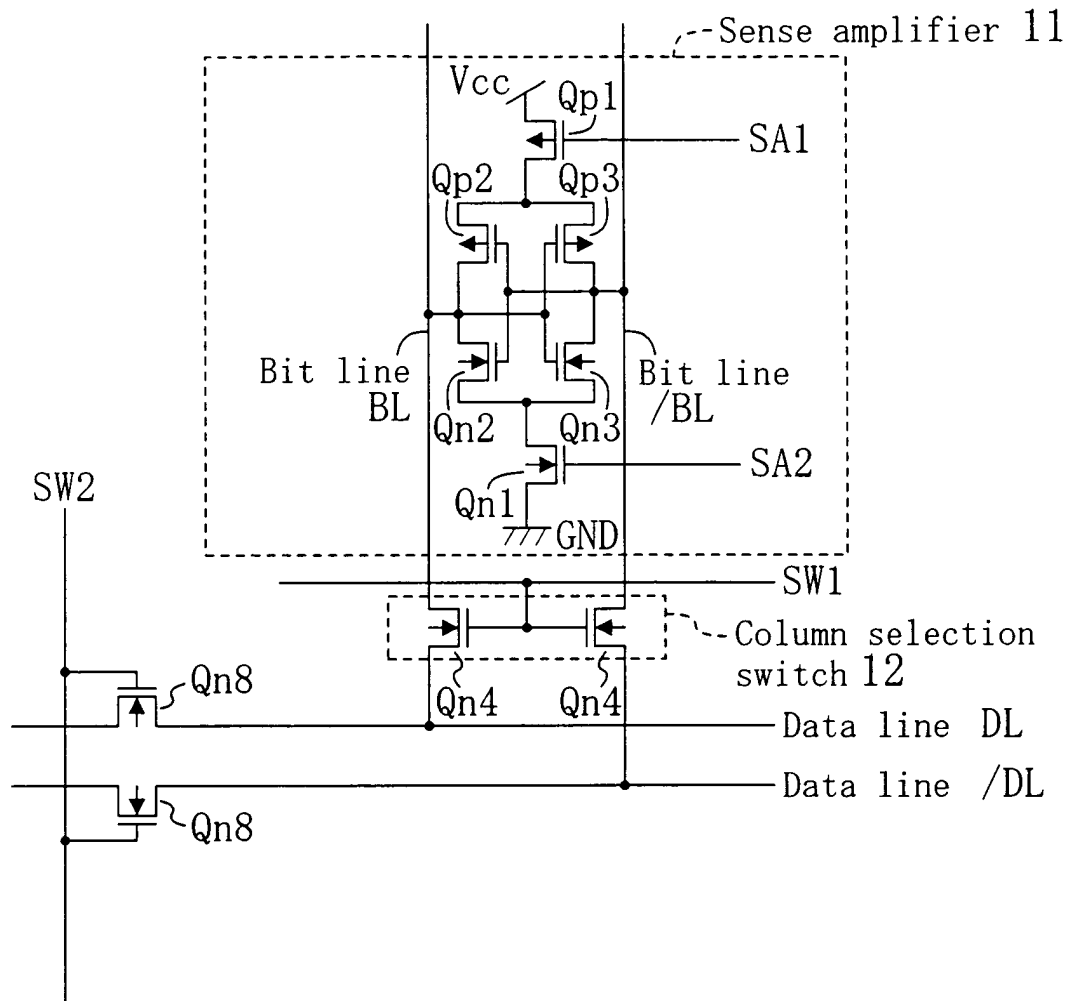 Sense amplifier 11
Vcc
Qp1
SA1
Qp2
Qp3
Bit line
BL
Bit line
/BL
Qn2
Qn3
SA2
Qn1
GND
SW2
SW1
Column selection
switch 12
Qn8
Qn4
Qn4
Data line DL
Data line /DL
Qn8